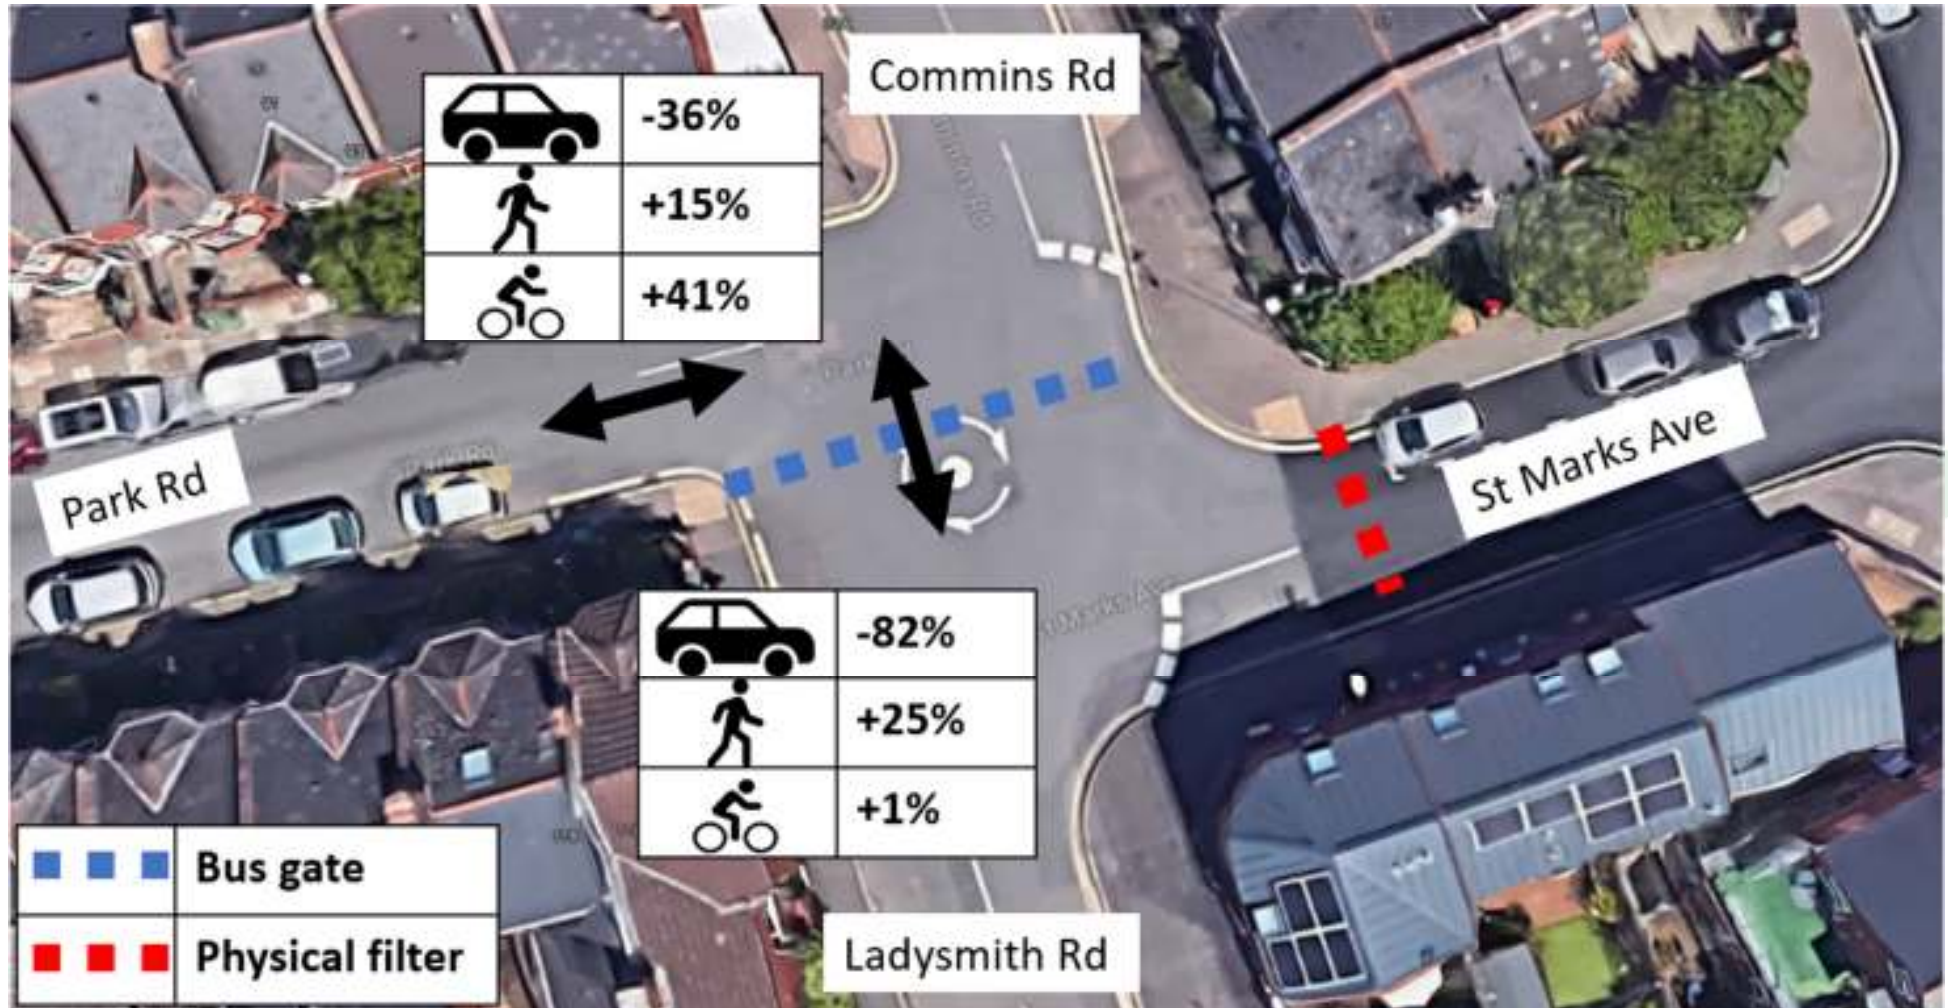 Commins Rd
-36%
+15%
+41%
Park Rd
St Marks Ave
-82%
+25%
+1%
Bus gate
Physical filter
Ladysmith Rd